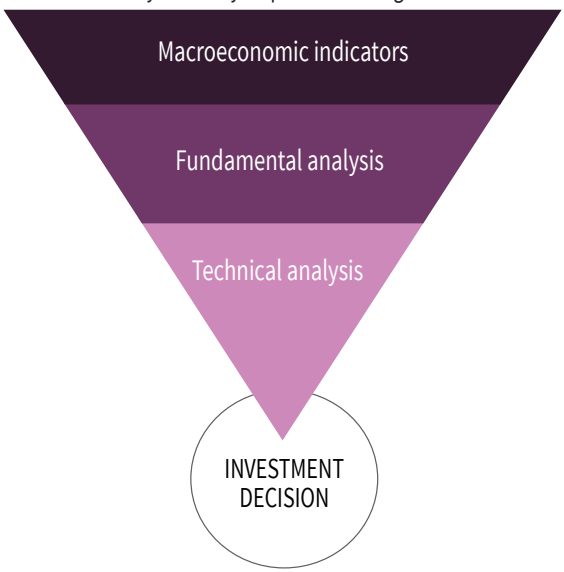 Macroeconomic indicators
Fundamental analysis
Technical analysis
INVESTMENT
DECISION